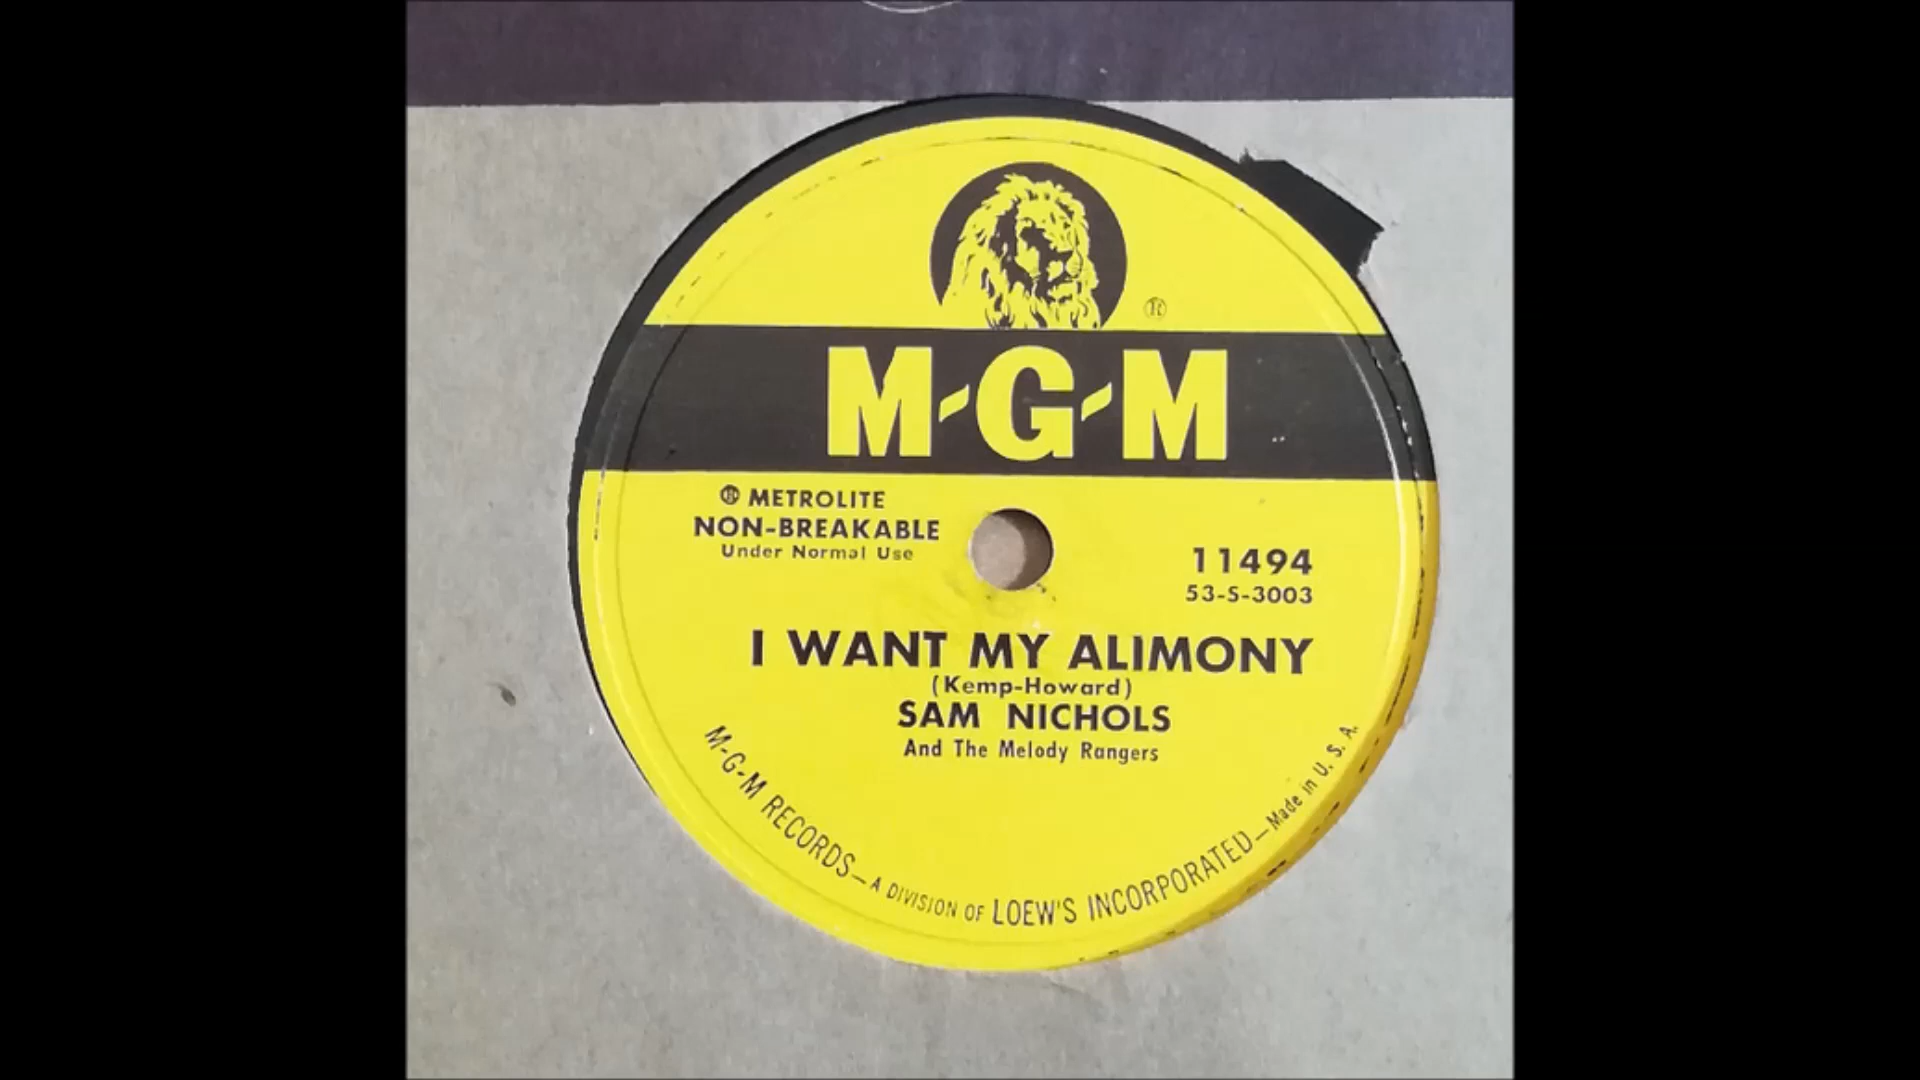 ®
M-G-M
® METROLITE
NON-BREAKABLE
Under Normal Use
11494
53-S-3003
I WANT MY ALIMONY
(Kemp-Howard)
SAM NICHOLS
And The Melody Rangers
M-G-M RECORDS—A DIVISION OF LOEW'S INCORPORATED—Made in U. S. A.